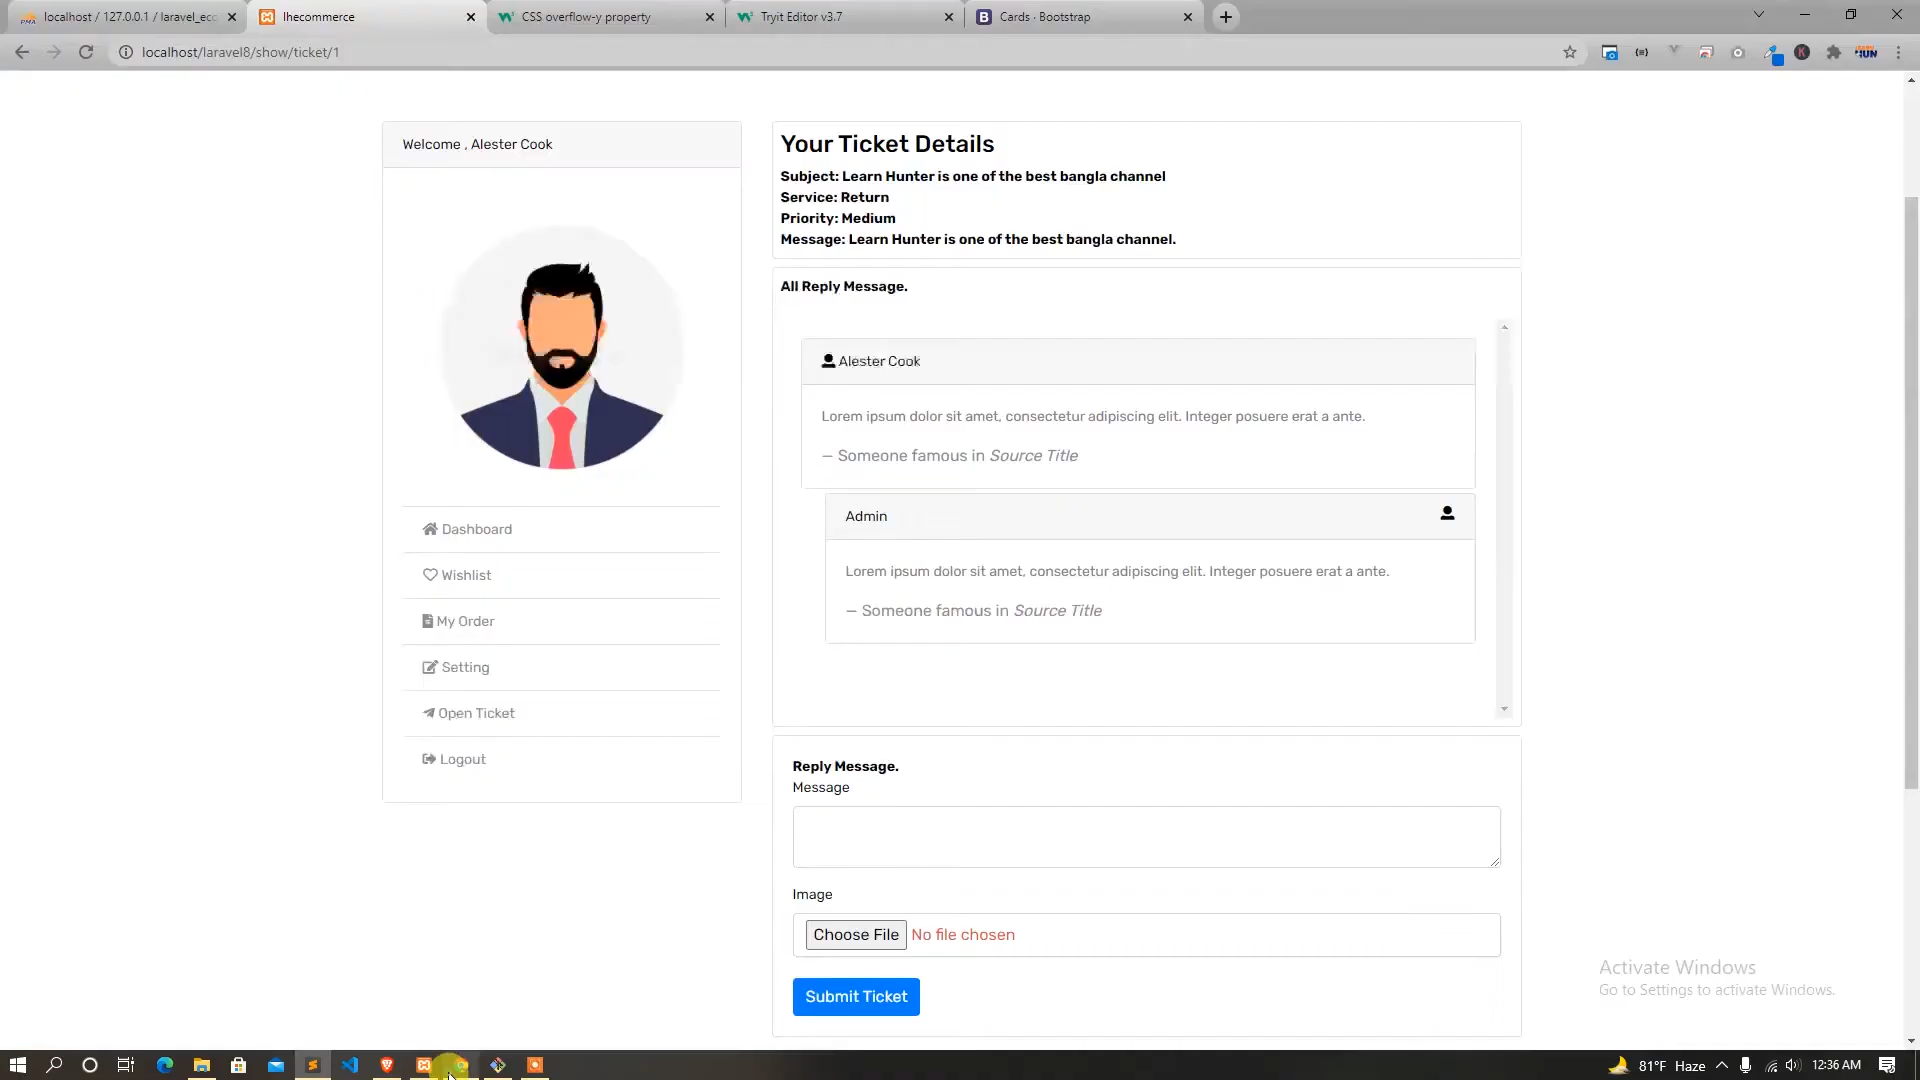 localhost / 127.0.0.1 / laravel_ecc
lhecommerce
CSS overflow-y property
Tryit Editor v3.7
Cards · Bootstrap
localhost/laravel8/show/ticket/1
Welcome , Alester Cook
Dashboard
Wishlist
My Order
Setting
Open Ticket
Logout
Your Ticket Details
Subject: Learn Hunter is one of the best bangla channel
Service: Return
Priority: Medium
Message: Learn Hunter is one of the best bangla channel.
All Reply Message.
Alester Cook
Lorem ipsum dolor sit amet, consectetur adipiscing elit. Integer posuere erat a ante.
— Someone famous in Source Title
Admin
Lorem ipsum dolor sit amet, consectetur adipiscing elit. Integer posuere erat a ante.
— Someone famous in Source Title
Reply Message.
Message
Image
Choose File No file chosen
Submit Ticket
Activate Windows
Go to Settings to activate Windows.
81°F Haze
12:36 AM